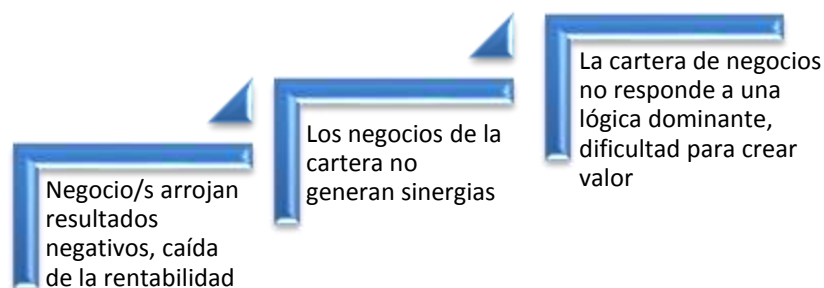 Negocio/s arrojan
resultados
negativos, caída
de la rentabilidad
Los negocios de la
cartera no
generan sinergias
La cartera de negocios
no responde a una
lógica dominante,
dificultad para crear
valor